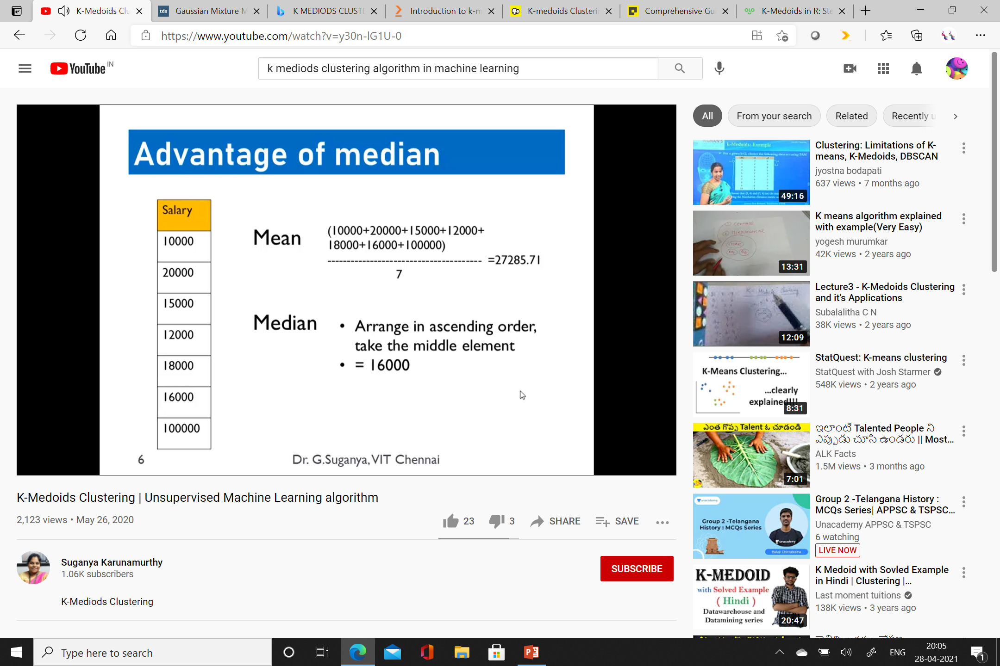 K-Medoids Clu
tds
Gaussian Mixture M
K MEDIODS CLUSTE
Introduction to k-m
K-medoids Clusterin
Comprehensive Gui
OLO
K-Medoids in R: Ste
https://www.youtube.com/watch?v=y30n-lG1U-0
YouTube IN
k mediods clustering algorithm in machine learning
Advantage of median
Salary
10000
20000
15000
12000
18000
16000
100000
Mean
(10000+20000+15000+12000+
18000+16000+100000)
---------------------------------------- =27285.71
7
Median
• Arrange in ascending order,
take the middle element
• = 16000
6
Dr. G.Suganya, VIT Chennai
K-Medoids Clustering | Unsupervised Machine Learning algorithm
2,123 views • May 26, 2020
23
3
SHARE
SAVE
Suganya Karunamurthy
1.06K subscribers
SUBSCRIBE
K-Mediods Clustering
All
From your search
Related
Recently u
k-Medoids: Example
49:16
Clustering: Limitations of K-
means, K-Medoids, DBSCAN
jyostna bodapati
637 views • 7 months ago
13:31
K means algorithm explained
with example(Very Easy)
yogesh murumkar
42K views • 2 years ago
12:09
Lecture3 - K-Medoids Clustering
and it's Applications
Subalalitha C N
38K views • 2 years ago
K-Means Clustering...
...clearly
explained!!!
8:31
StatQuest: K-means clustering
StatQuest with Josh Starmer
548K views • 2 years ago
ఎంత గొప్ప Talent ఓ చూడండి
7:01
ఇలాంటి Talented People ని
ఎప్పుడు చూసి ఉండరు || Most...
ALK Facts
1.5M views • 3 months ago
unacademy
Group 2 -Telangana
History : MCQs Series
unacademy
Group 2 -Telangana History :
MCQs Series| APPSC & TSPSC...
Unacademy APPSC & TSPSC
6 watching
LIVE NOW
K-MEDOID
with Solved Example
( Hindi )
Datawarehouse and
Datamining series
20:47
K Medoid with Sovled Example
in Hindi | Clustering |...
Last moment tuitions
138K views • 3 years ago
Type here to search
ENG
20:05
28-04-2021
1